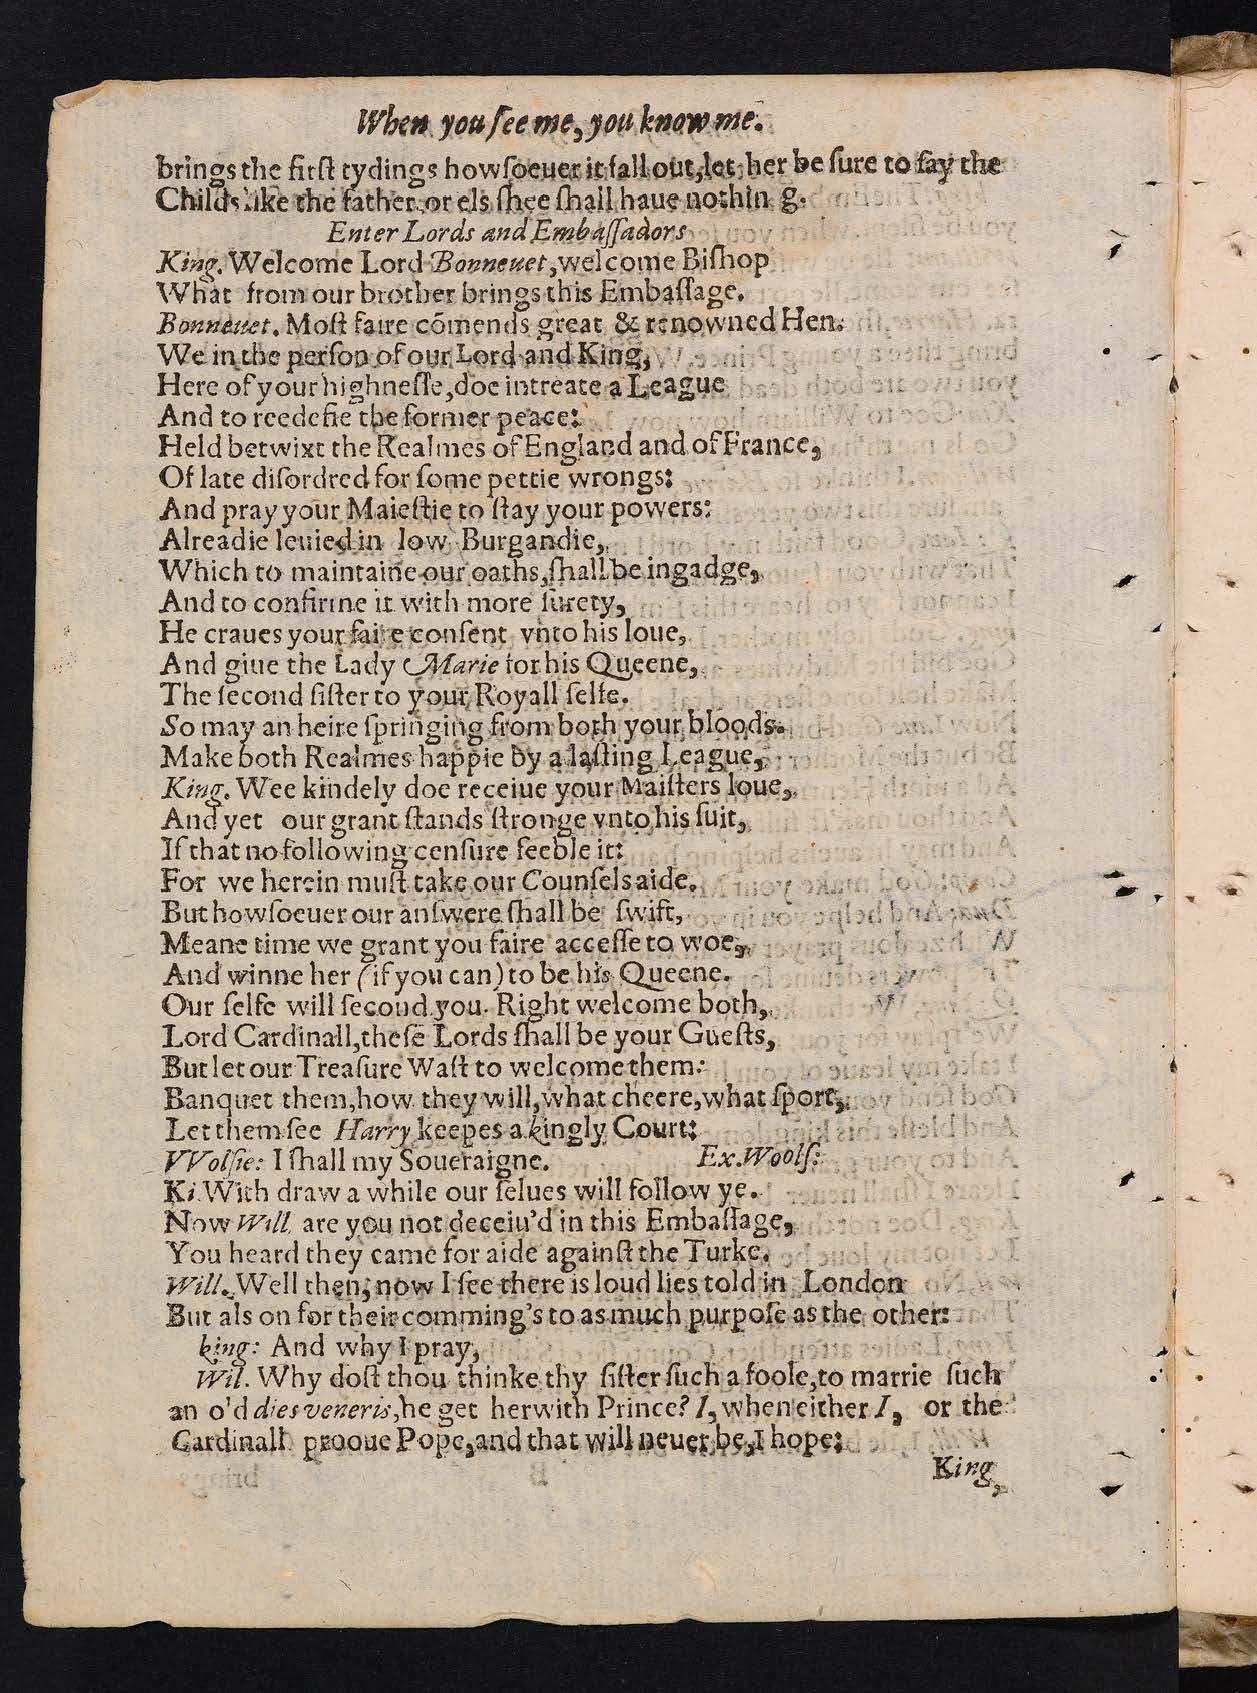 When you ſee me, you know me.
brings the firſt tydings howſoeuer it fall out,let her be ſure to ſay the
Childs like the father,or els ſhee ſhall haue nothin g.
Enter Lords and Embaſſadors
King. Welcome Lord Bonneuet,welcome Biſhop
What from our brother brings this Embaſſage.
Bonneuet. Moſt faire cõmends great & renowned Hen:
We in the perſon of our Lord and King,
Here of your highneſſe,doe intreate a League
And to reedefie the former peace:
Held betwixt the Realmes of England and of France,
Of late diſordred for ſome pettie wrongs:
And pray your Maieſtie to ſtay your powers:
Alreadie leuied in low Burgandie,
Which to maintaine our oaths,ſhall be ingadge,
And to confirme it with more ſurety,
He craues your faire conſent vnto his loue,
And giue the Lady Marie for his Queene,
The ſecond ſiſter to your Royall ſelfe.
So may an heire ſpringing from both your bloods.
Make both Realmes happie by a laſting League,
King. Wee kindely doe receiue your Maiſters loue,
And yet our grant ſtands ſtronge vnto his ſuit,
If that no following cenſure feeble it:
For we herein muſt take our Counſels aide.
But howſoeuer our anſwere ſhall be ſwift,
Meane time we grant you faire acceſſe to woe,
And winne her (if you can) to be his Queene.
Our ſelfe will ſecond you. Right welcome both,
Lord Cardinall,theſe Lords ſhall be your Gueſts,
But let our Treaſure Waſt to welcome them:
Banquet them,how they will,what cheere,what ſport,
Let them ſee Harry keepes a kingly Court:
VVolſie: I ſhall my Soueraigne. Ex.Woolſ:
Ki.With draw a while our ſelues will follow ye.
Now Will. are you not deceiu'd in this Embaſſage,
You heard they came for aide againſt the Turke.
Will. Well then; now I ſee there is loud lies told in London
But als on for their comming's to as much purpoſe as the other:
king: And why I pray,
Wil. Why doſt thou thinke thy ſiſter ſuch a foole,to marrie ſuch
an o'd dies veneris,he get herwith Prince? I, when either I, or the
Cardinall prooue Pope,and that will neuer be,I hope:
King,